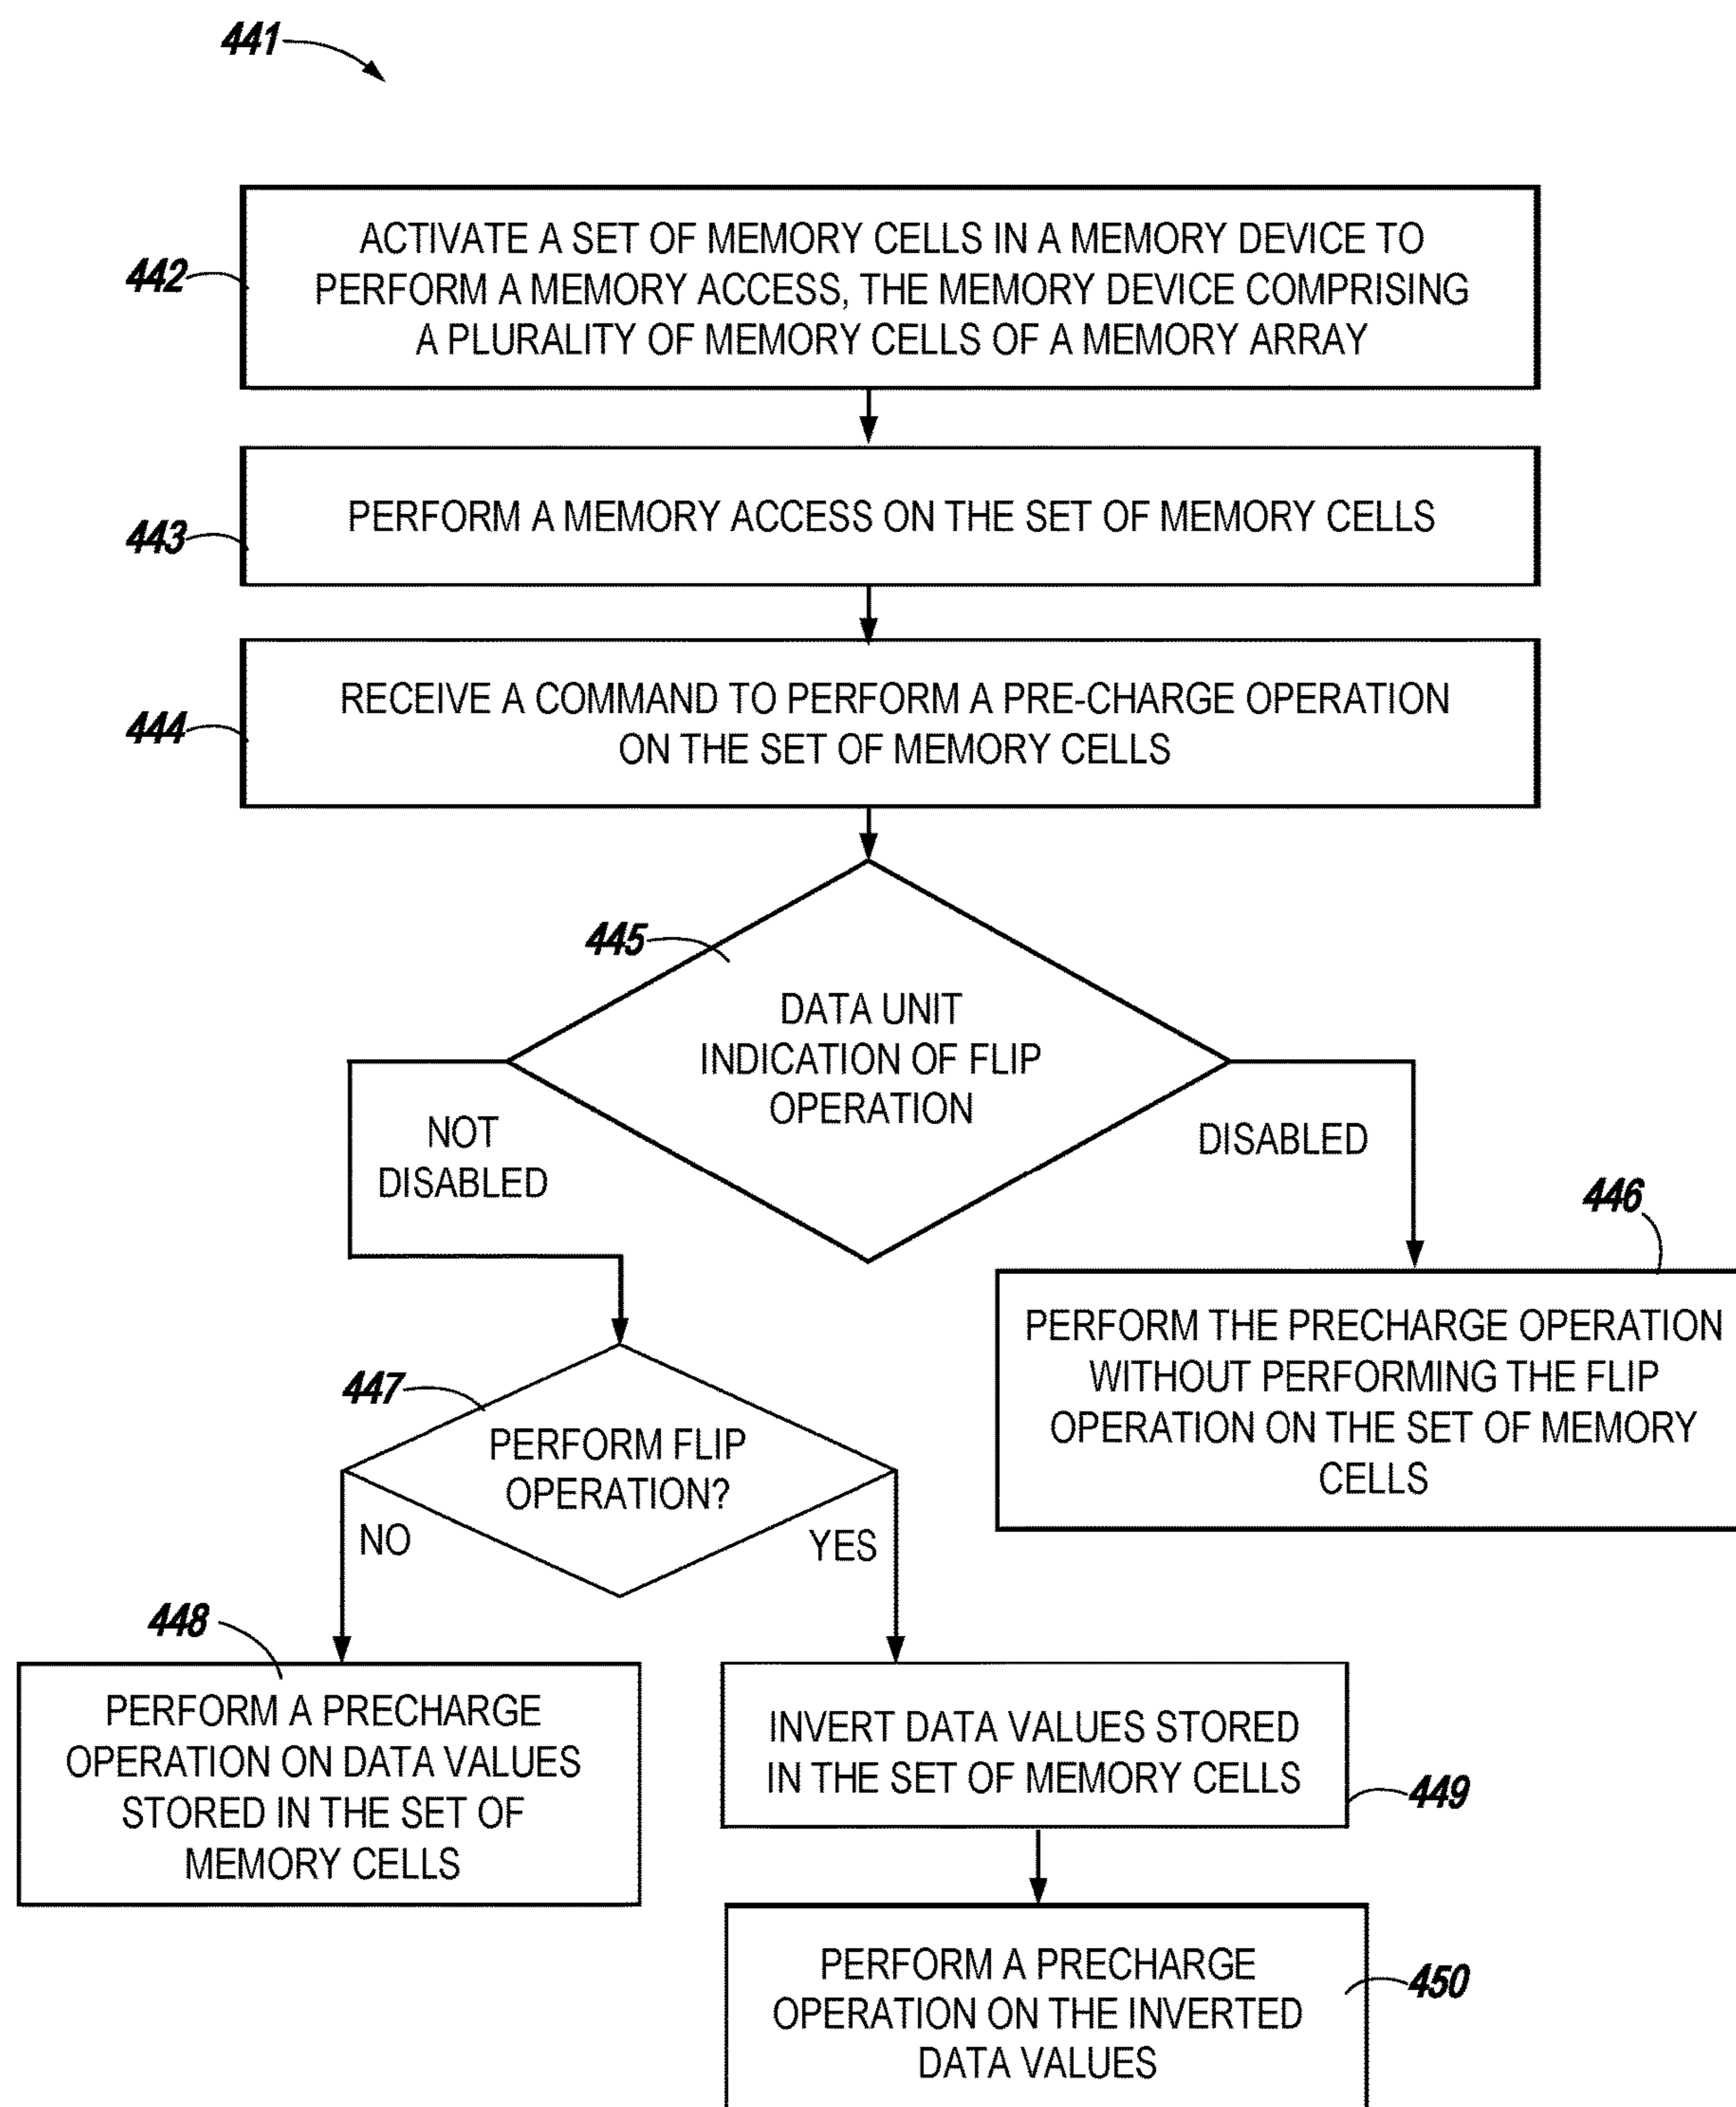 441
442
ACTIVATE A SET OF MEMORY CELLS IN A MEMORY DEVICE TO
PERFORM A MEMORY ACCESS, THE MEMORY DEVICE COMPRISING
A PLURALITY OF MEMORY CELLS OF A MEMORY ARRAY
443
PERFORM A MEMORY ACCESS ON THE SET OF MEMORY CELLS
444
RECEIVE A COMMAND TO PERFORM A PRE-CHARGE OPERATION
ON THE SET OF MEMORY CELLS
445
DATA UNIT
INDICATION OF FLIP
OPERATION
NOT
DISABLED
DISABLED
446
PERFORM THE PRECHARGE OPERATION
WITHOUT PERFORMING THE FLIP
OPERATION ON THE SET OF MEMORY
CELLS
447
PERFORM FLIP
OPERATION?
NO
YES
448
PERFORM A PRECHARGE
OPERATION ON DATA VALUES
STORED IN THE SET OF
MEMORY CELLS
INVERT DATA VALUES STORED
IN THE SET OF MEMORY CELLS
449
PERFORM A PRECHARGE
OPERATION ON THE INVERTED
DATA VALUES
450